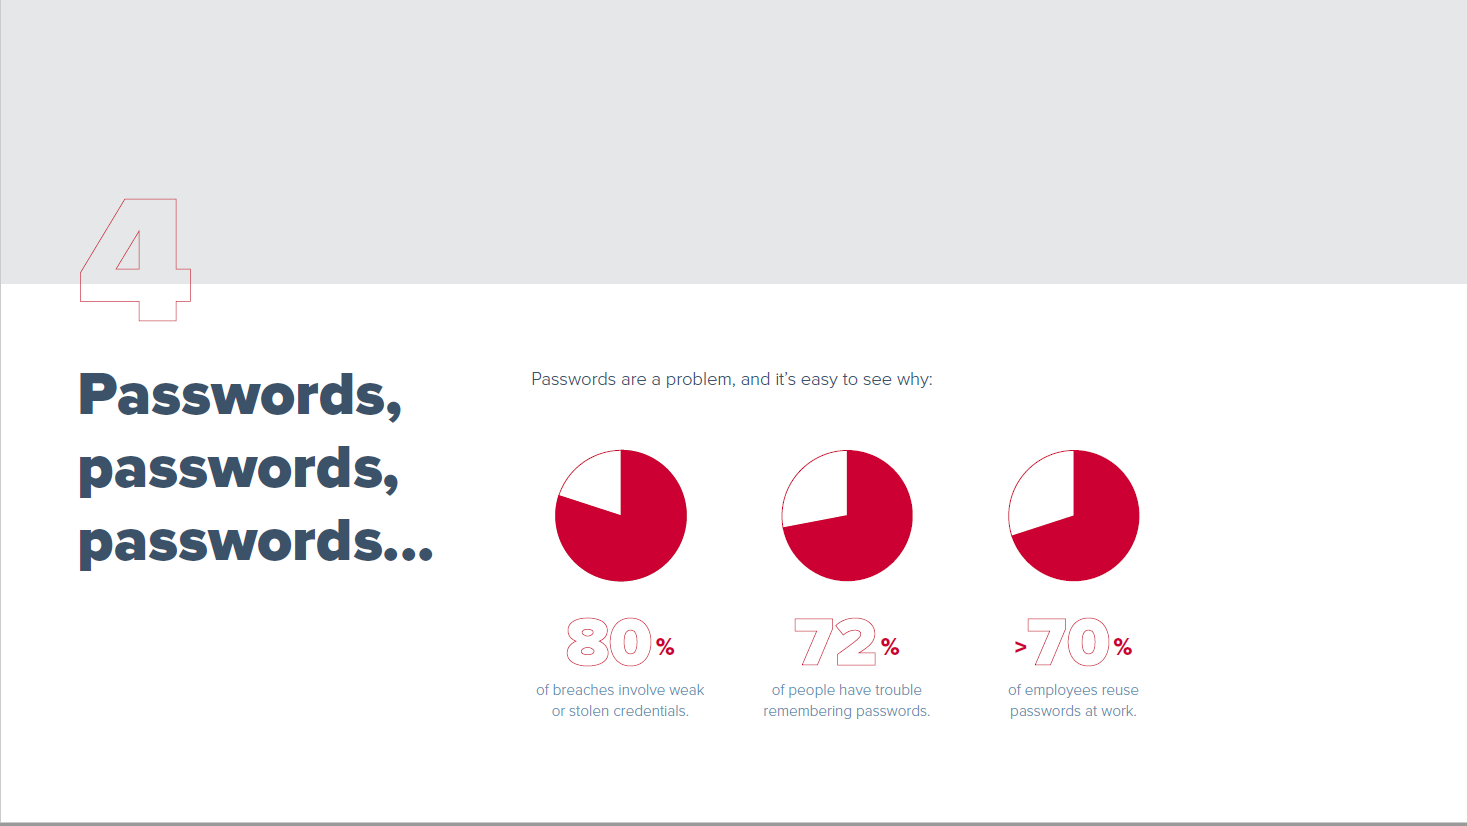 4
Passwords,
passwords,
passwords...
Passwords are a problem, and it's easy to see why:
80%
of breaches involve weak
or stolen credentials.
72%
of people have trouble
remembering passwords.
>70%
of employees reuse
passwords at work.